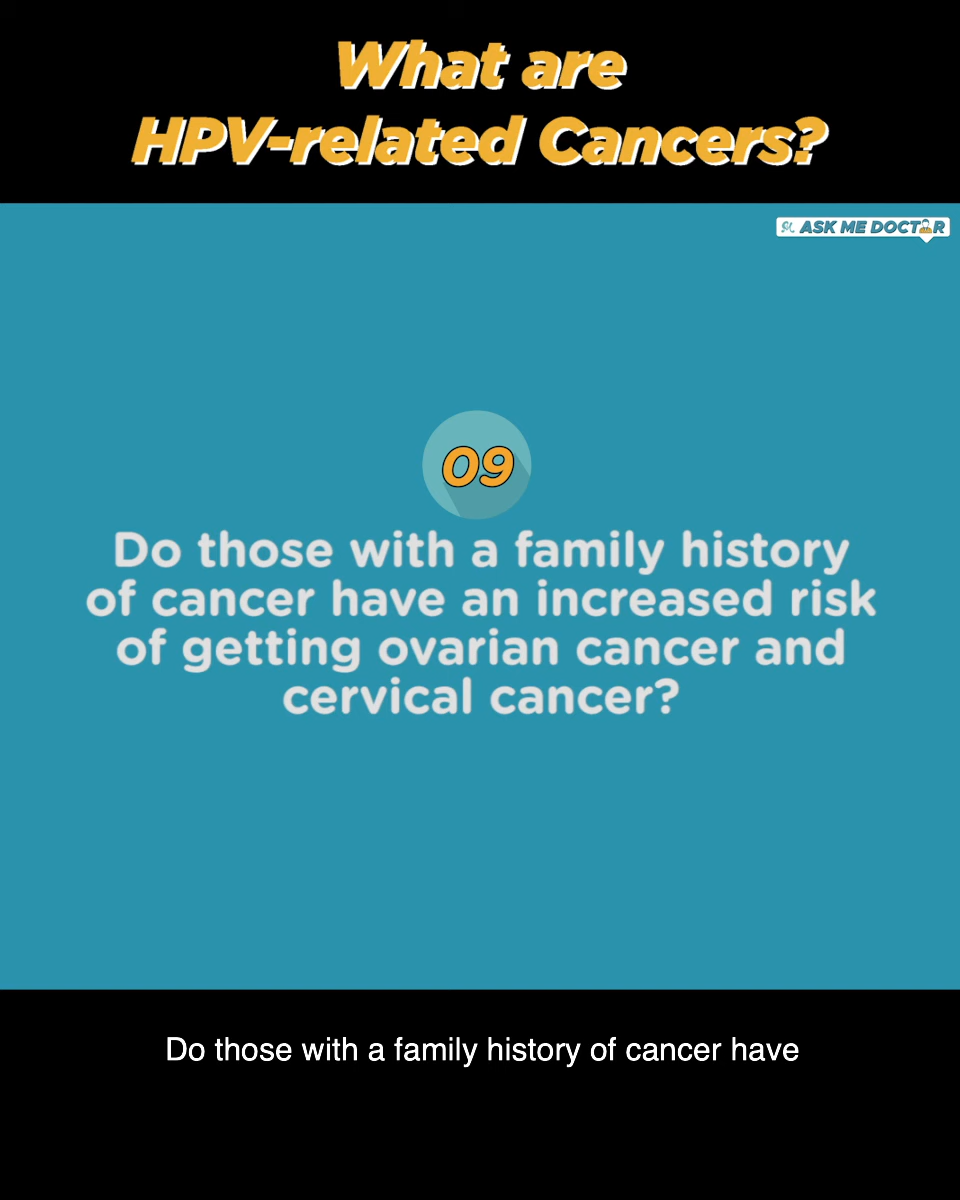 What are
HPV-related Cancers?
ASK ME DOCTOR
09
Do those with a family history
of cancer have an increased risk
of getting ovarian cancer and
cervical cancer?
Do those with a family history of cancer have